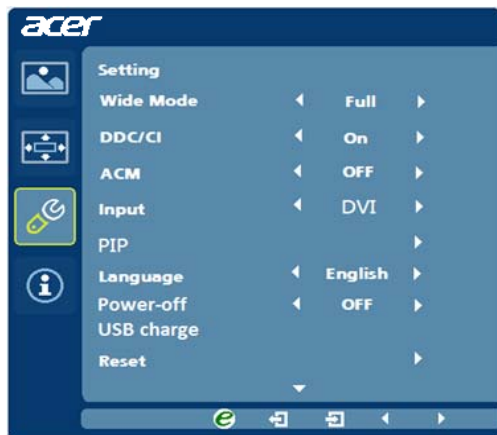 acer
Setting
Wide Mode Full
DDC/CI On
ACM OFF
Input DVI
PIP
Language English
Power-off OFF
USB charge
Reset
e